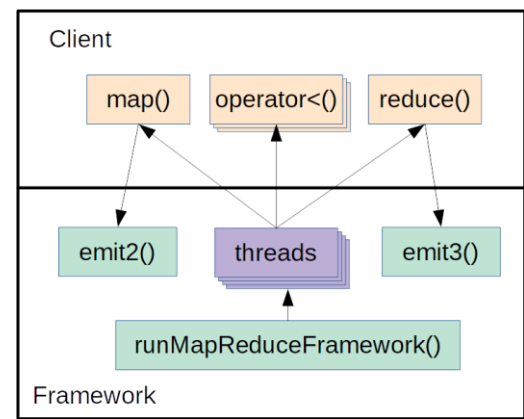 Client
map()
operator<()
reduce()
emit2()
threads
emit3()
runMapReduceFramework()
Framework